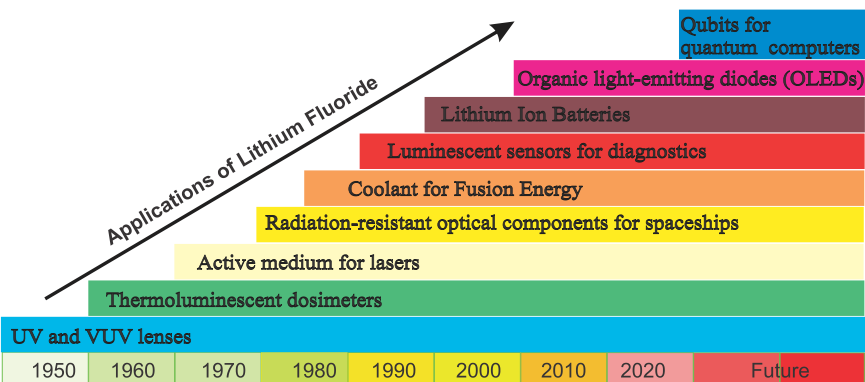 Qubits for
quantum computers
Organic light-emitting diodes (OLEDs)
Lithium Ion Batteries
Luminescent sensors for diagnostics
Coolant for Fusion Energy
Radiation-resistant optical components for spaceships
Active medium for lasers
Thermoluminescent dosimeters
UV and VUV lenses
Applications of Lithium Fluoride
1950 1960 1970 1980 1990 2000 2010 2020 Future